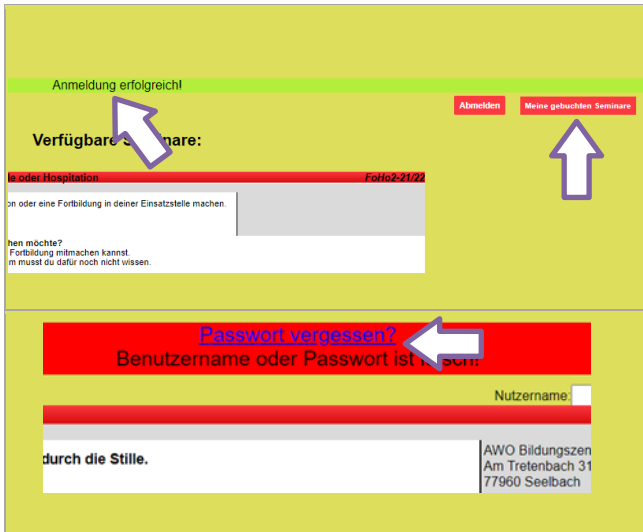 Anmeldung erfolgreich!
Abmelden Meine gebuchten Seminare
Verfügbare
le oder Hospitation FoHo2-21/22
on oder eine Fortbildung in deiner Einsatzstelle machen.
hen möchte?
Fortbildung mitmachen kannst.
m musst du dafür noch nicht wissen.
Passwort vergessen?
Benutzername oder Passwort ist
Nutzername:
durch die Stille.
AWO Bildungszen
Am Tretenbach 31
77960 Seelbach